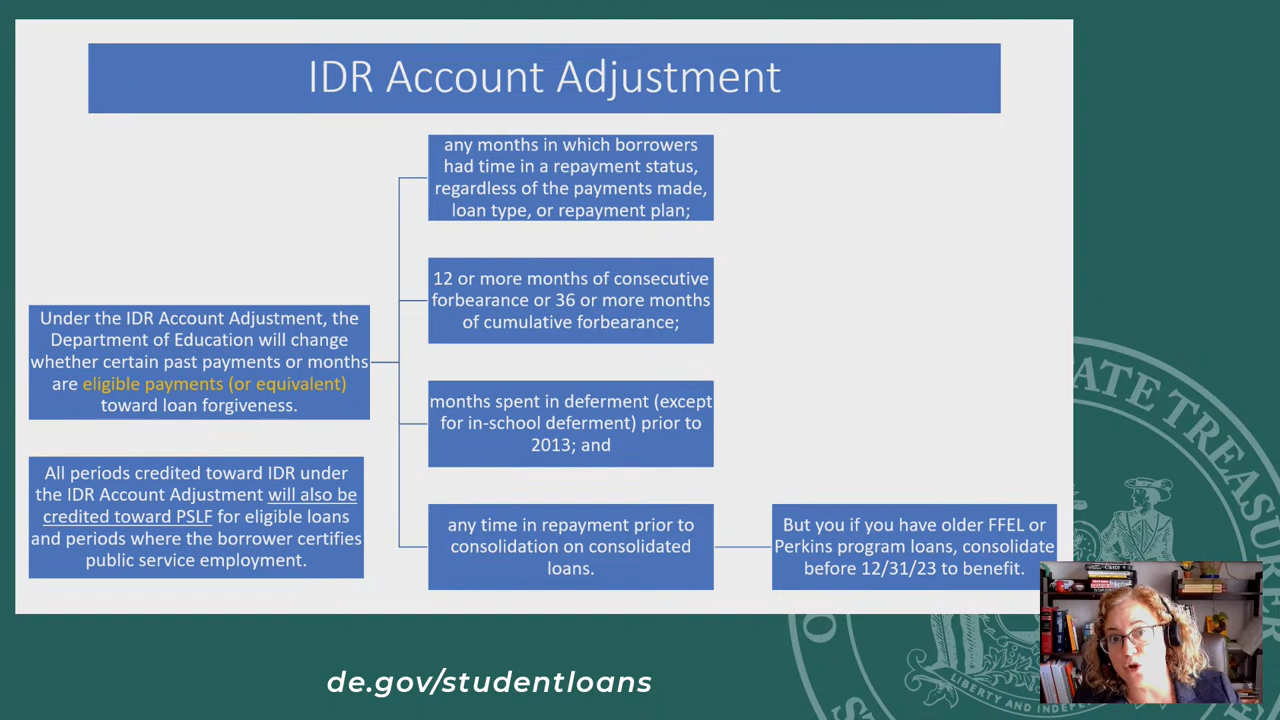 IDR Account Adjustment
any months in which borrowers
had time in a repayment status,
regardless of the payments made,
loan type, or repayment plan;
12 or more months of consecutive
forbearance or 36 or more months
of cumulative forbearance;
Under the IDR Account Adjustment, the
Department of Education will change
whether certain past payments or months
are eligible payments (or equivalent)
toward loan forgiveness.
months spent in deferment (except
for in-school deferment) prior to
2013; and
All periods credited toward IDR under
the IDR Account Adjustment will also be
credited toward PSLF for eligible loans
and periods where the borrower certifies
public service employment.
any time in repayment prior to
consolidation on consolidated
loans.
But you if you have older FFEL or
Perkins program loans, consolidate
before 12/31/23 to benefit.
de.gov/studentloans
ATE TREASURE
LIBERTY AND INDEPEN